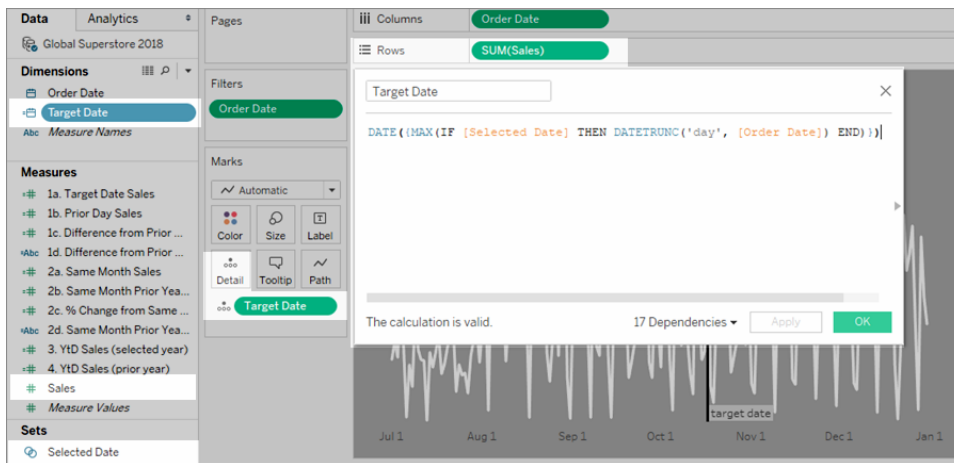 Data
Analytics
Global Superstore 2018
Dimensions
Order Date
Target Date
Abc Measure Names
Measures
1a. Target Date Sales
1b. Prior Day Sales
1c. Difference from Prior ...
Abc 1d. Difference from Prior ...
2a. Same Month Sales
2b. Same Month Prior Yea...
2c. % Change from Same ...
Abc 2d. Same Month Prior Yea...
3. YtD Sales (selected year)
4. YtD Sales (prior year)
Sales
Measure Values
Sets
Selected Date
Pages
Filters
Order Date
Marks
Automatic
Color Size Label
Detail Tooltip Path
Target Date
Columns
Order Date
Rows
SUM(Sales)
Target Date
DATE({MAX(IF [Selected Date] THEN DATETRUNC('day', [Order Date]) END)})
The calculation is valid.
17 Dependencies
Apply
OK
target date
Jul 1 Aug 1 Sep 1 Oct 1 Nov 1 Dec 1 Jan 1